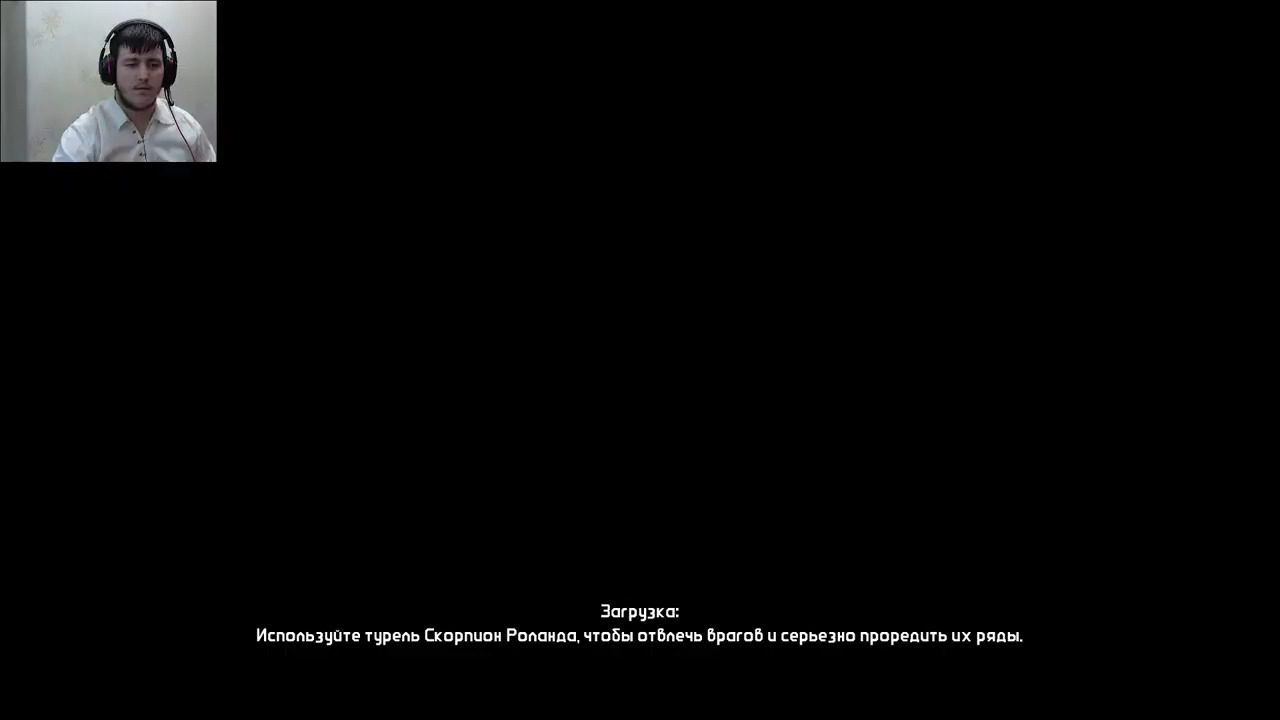 Загрузка:
Используйте турель Скорпион Роланда, чтобы отвлечь врагов и серьезно проредить их ряды.